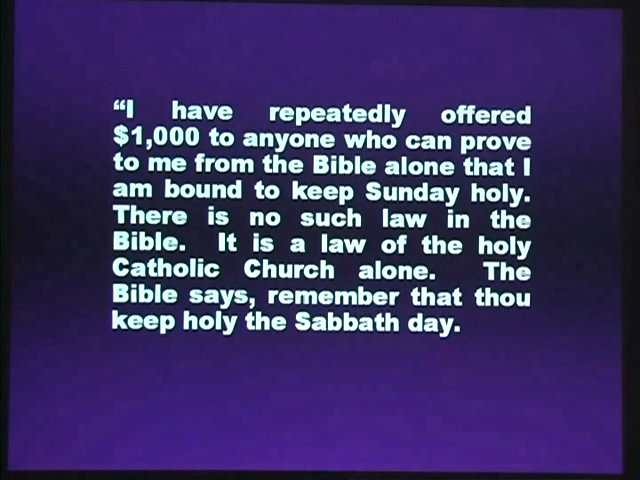 “I have repeatedly offered
$1,000 to anyone who can prove
to me from the Bible alone that I
am bound to keep Sunday holy.
There is no such law in the
Bible. It is a law of the holy
Catholic Church alone. The
Bible says, remember that thou
keep holy the Sabbath day.